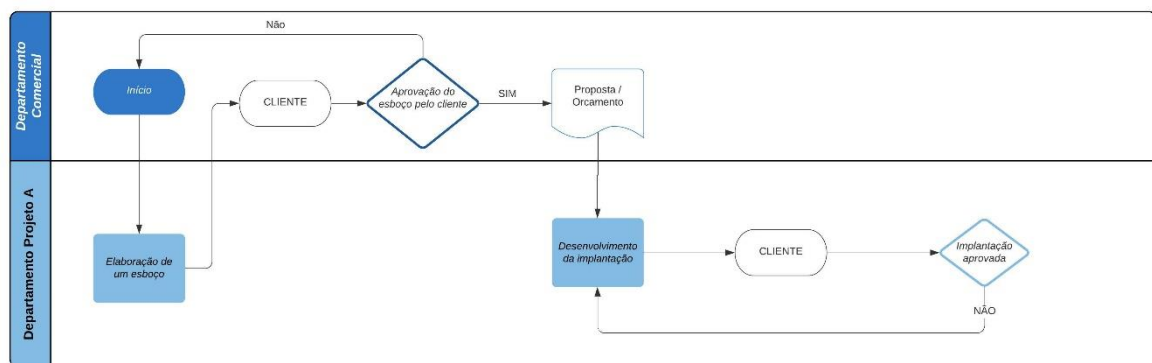 Departamento
Comercial
Não
Início
CLIENTE
Aprovação do
esboço pelo cliente
SIM
Proposta /
Orcamento
Departamento Projeto A
Elaboração de
um esboço
Desenvolvimento
da implantação
CLIENTE
Implantação
aprovada
NÃO